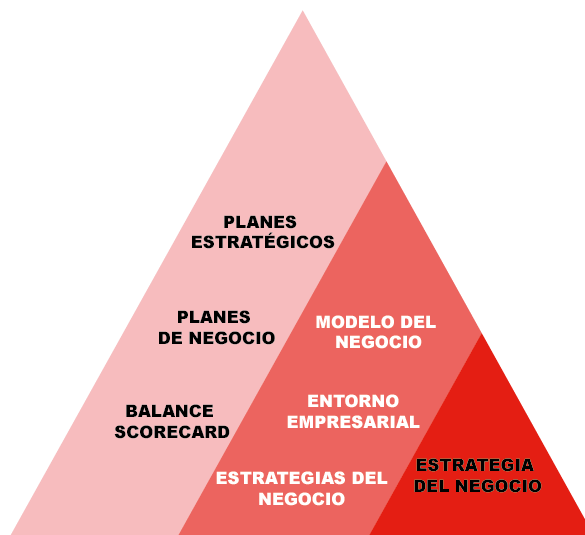 PLANES
ESTRATÉGICOS
PLANES
DE NEGOCIO
BALANCE
SCORECARD
MODELO DEL
NEGOCIO
ENTORNO
EMPRESARIAL
ESTRATEGIAS DEL
NEGOCIO
ESTRATEGIA
DEL NEGOCIO